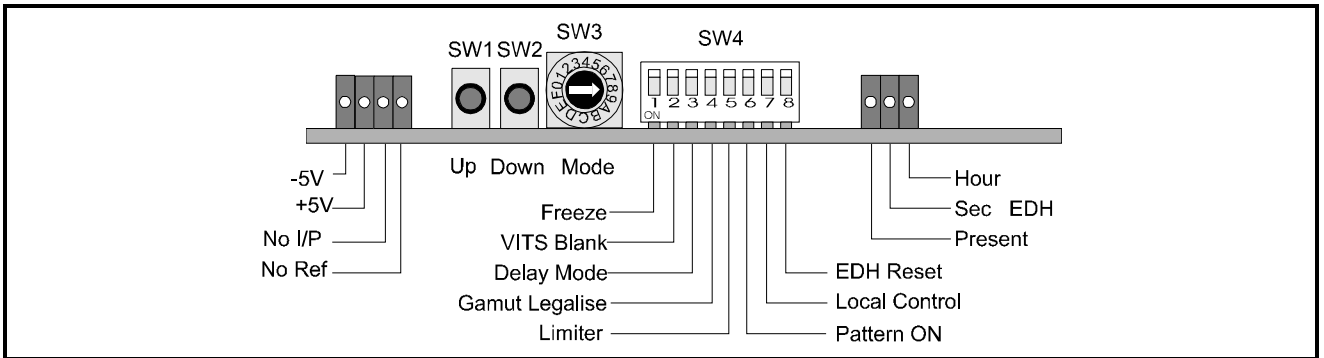 SW1 SW2 SW3 SW4
0123456789ABCDEF
1 2 3 4 5 6 7 8
ON
Up Down Mode
-5V
+5V
No I/P
No Ref
Freeze
VITS Blank
Delay Mode
Gamut Legalise
Limiter
EDH Reset
Local Control
Pattern ON
Hour
Sec EDH
Present